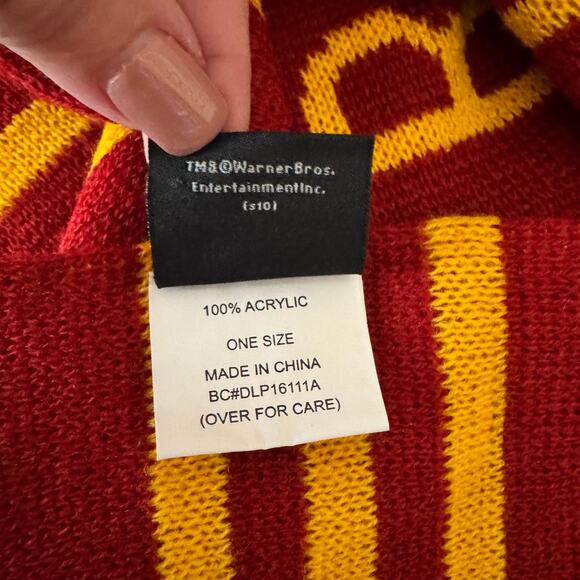 TM&©WarnerBros.
EntertainmentInc.
(s10)
100% ACRYLIC
ONE SIZE
MADE IN CHINA
BC#DLP16111A
(OVER FOR CARE)